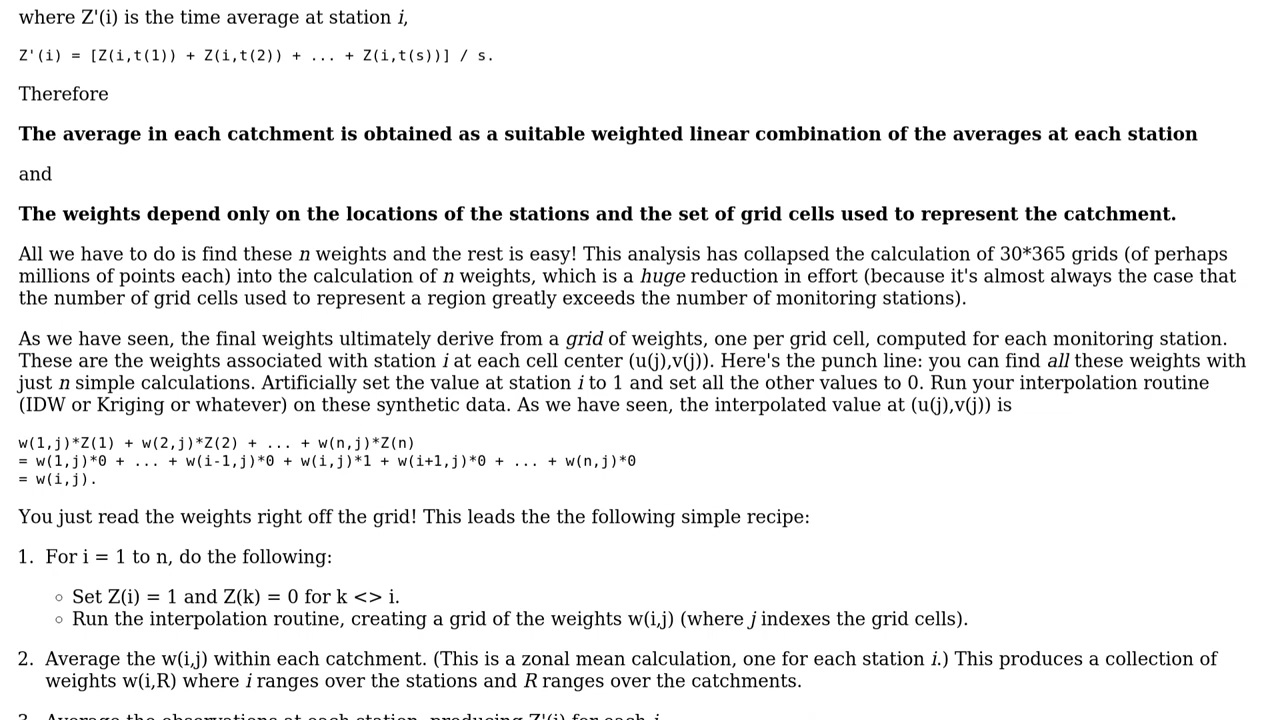 where Z'(i) is the time average at station i,
Z'(i) = [Z(i,t(1)) + Z(i,t(2)) + ... + Z(i,t(s))] / s.
Therefore
The average in each catchment is obtained as a suitable weighted linear combination of the averages at each station
and
The weights depend only on the locations of the stations and the set of grid cells used to represent the catchment.
All we have to do is find these n weights and the rest is easy! This analysis has collapsed the calculation of 30*365 grids (of perhaps
millions of points each) into the calculation of n weights, which is a huge reduction in effort (because it's almost always the case that
the number of grid cells used to represent a region greatly exceeds the number of monitoring stations).
As we have seen, the final weights ultimately derive from a grid of weights, one per grid cell, computed for each monitoring station.
These are the weights associated with station i at each cell center (u(j),v(j)). Here's the punch line: you can find all these weights with
just n simple calculations. Artificially set the value at station i to 1 and set all the other values to 0. Run your interpolation routine
(IDW or Kriging or whatever) on these synthetic data. As we have seen, the interpolated value at (u(j),v(j)) is
w(1,j)*Z(1) + w(2,j)*Z(2) + ... + w(n,j)*Z(n)
= w(1,j)*0 + ... + w(i-1,j)*0 + w(i,j)*1 + w(i+1,j)*0 + ... + w(n,j)*0
= w(i,j).
You just read the weights right off the grid! This leads the the following simple recipe:
1. For i = 1 to n, do the following:
◦ Set Z(i) = 1 and Z(k) = 0 for k <> i.
◦ Run the interpolation routine, creating a grid of the weights w(i,j) (where j indexes the grid cells).
2. Average the w(i,j) within each catchment. (This is a zonal mean calculation, one for each station i.) This produces a collection of
weights w(i,R) where i ranges over the stations and R ranges over the catchments.
3. Average the observations at each station, producing Z'(i) for each i.